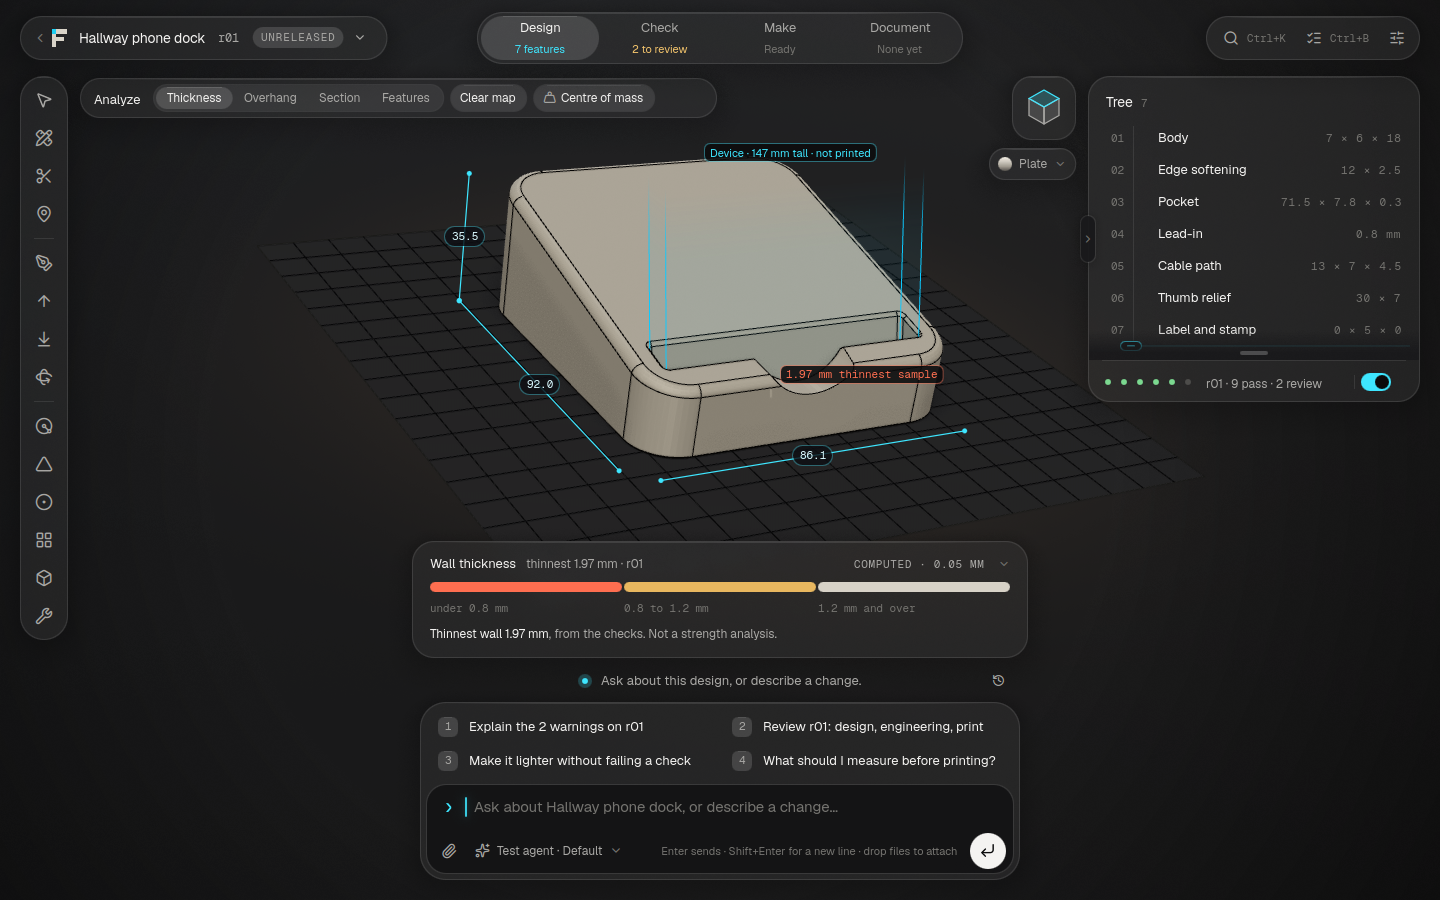 Hallway phone dock r01 UNRELEASED
Design
7 features
Check
2 to review
Make
Ready
Document
None yet
Ctrl+K Ctrl+B
Analyze Thickness Overhang Section Features Clear map Centre of mass
Plate
Tree 7
01 Body 7 × 6 × 18
02 Edge softening 12 × 2.5
03 Pocket 71.5 × 7.8 × 0.3
04 Lead-in 0.8 mm
05 Cable path 13 × 7 × 4.5
06 Thumb relief 30 × 7
07 Label and stamp 0 × 5 × 0
r01 · 9 pass · 2 review
Device · 147 mm tall · not printed
35.5
92.0
1.97 mm thinnest sample
86.1
Wall thickness thinnest 1.97 mm · r01 COMPUTED · 0.05 MM
under 0.8 mm 0.8 to 1.2 mm 1.2 mm and over
Thinnest wall 1.97 mm, from the checks. Not a strength analysis.
Ask about this design, or describe a change.
1 Explain the 2 warnings on r01
2 Review r01: design, engineering, print
3 Make it lighter without failing a check
4 What should I measure before printing?
Ask about Hallway phone dock, or describe a change...
Test agent · Default
Enter sends · Shift+Enter for a new line · drop files to attach